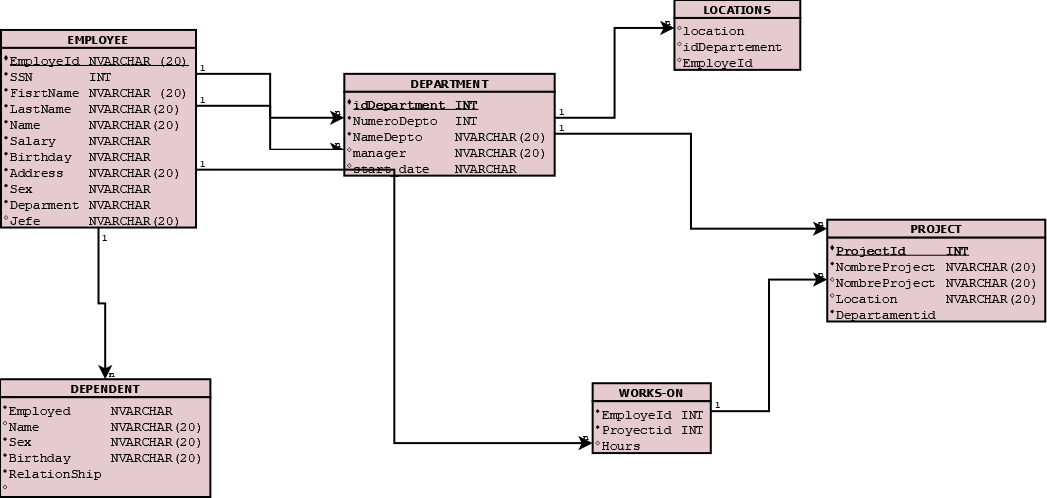 LOCATIONS
location
idDepartement
EmployeId
EMPLOYEE
EmployeId NVARCHAR (20)
SSN INT
FisrtName NVARCHAR (20)
LastName NVARCHAR(20)
Name NVARCHAR(20)
Salary NVARCHAR
Birthday NVARCHAR
Address NVARCHAR(20)
Sex NVARCHAR
Deparment NVARCHAR
Jefe NVARCHAR(20)
1
1
1
1
n
n
n
DEPARTMENT
idDepartment INT
NumeroDepto INT
NameDepto NVARCHAR(20)
manager NVARCHAR(20)
start_date NVARCHAR
1
1
n
n
PROJECT
ProjectId INT
NombreProject NVARCHAR(20)
NombreProject NVARCHAR(20)
Location NVARCHAR(20)
Departamentid
n
DEPENDENT
Employed NVARCHAR
Name NVARCHAR(20)
Sex NVARCHAR(20)
Birthday NVARCHAR(20)
RelationShip
WORKS-ON
EmployeId INT
Proyectid INT
Hours
1
n